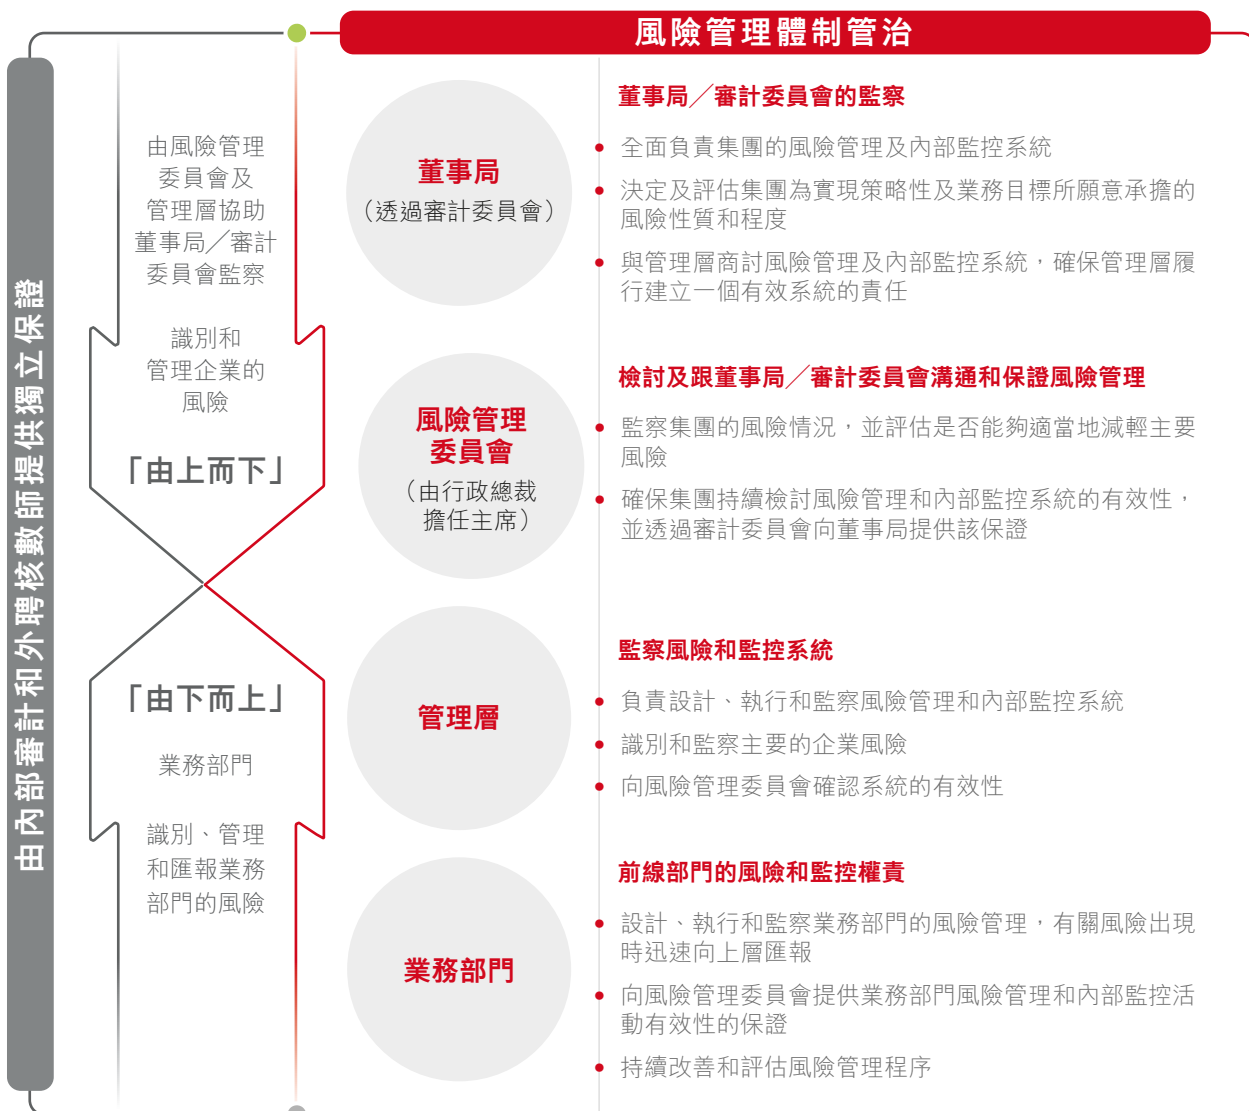 風險管理體制管治
由內部審計和外聘核數師提供獨立保證
由風險管理
委員會及
管理層協助
董事局／審計
委員會監察
識別和
管理企業的
風險
「由上而下」
「由下而上」
業務部門
識別、管理
和匯報業務
部門的風險
董事局
（透過審計委員會）
董事局／審計委員會的監察
• 全面負責集團的風險管理及內部監控系統
• 決定及評估集團為實現策略性及業務目標所願意承擔的
風險性質和程度
• 與管理層商討風險管理及內部監控系統，確保管理層履
行建立一個有效系統的責任
風險管理
委員會
（由行政總裁
擔任主席）
檢討及跟董事局／審計委員會溝通和保證風險管理
• 監察集團的風險情況，並評估是否能夠適當地減輕主要
風險
• 確保集團持續檢討風險管理和內部監控系統的有效性，
並透過審計委員會向董事局提供該保證
管理層
監察風險和監控系統
• 負責設計、執行和監察風險管理和內部監控系統
• 識別和監察主要的企業風險
• 向風險管理委員會確認系統的有效性
業務部門
前線部門的風險和監控權責
• 設計、執行和監察業務部門的風險管理，有關風險出現
時迅速向上層匯報
• 向風險管理委員會提供業務部門風險管理和內部監控活
動有效性的保證
• 持續改善和評估風險管理程序